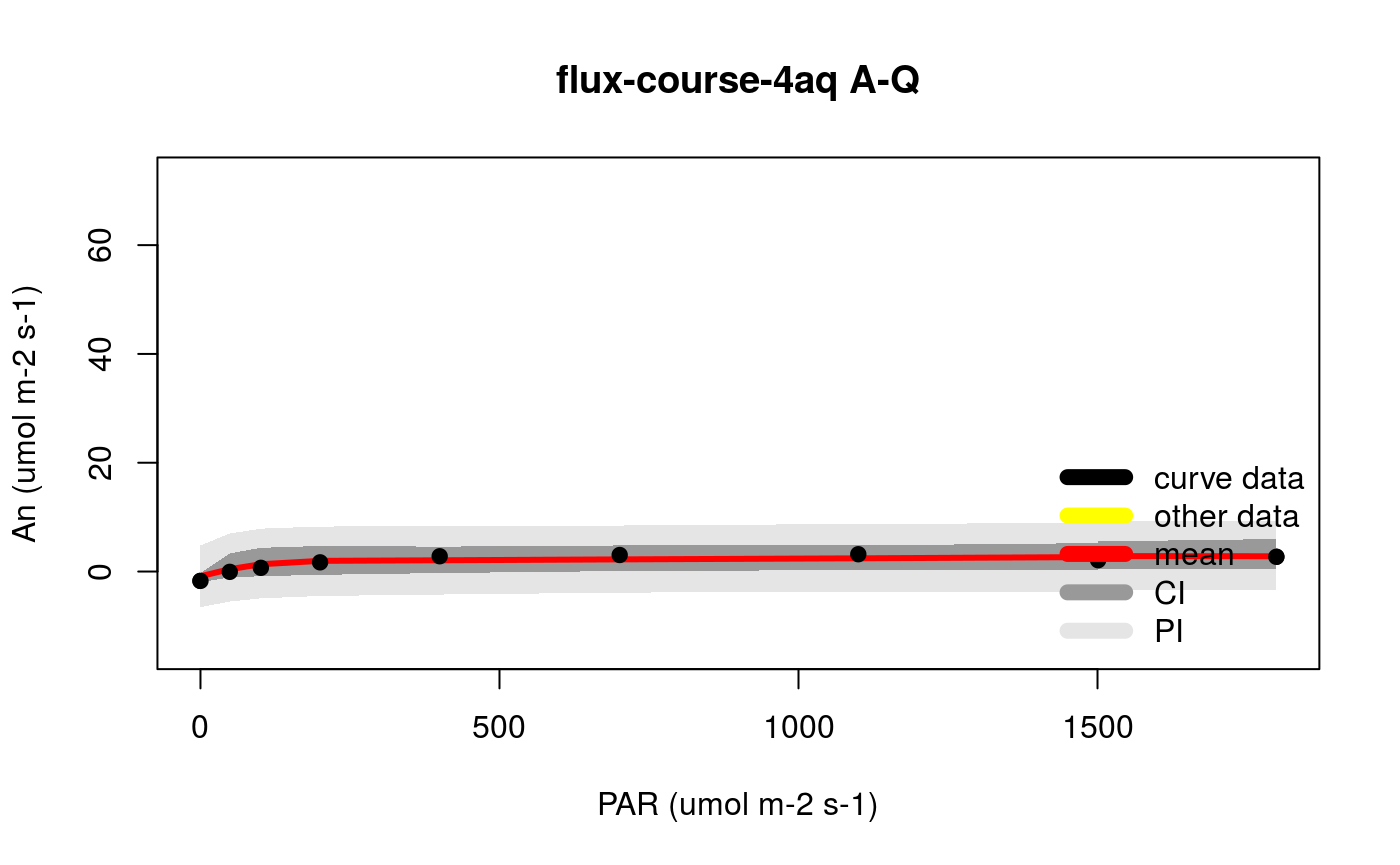 flux-course-4aq A-Q
An (umol m-2 s-1)
60
40
20
0
curve data
other data
mean
CI
PI
0 500 1000 1500
PAR (umol m-2 s-1)